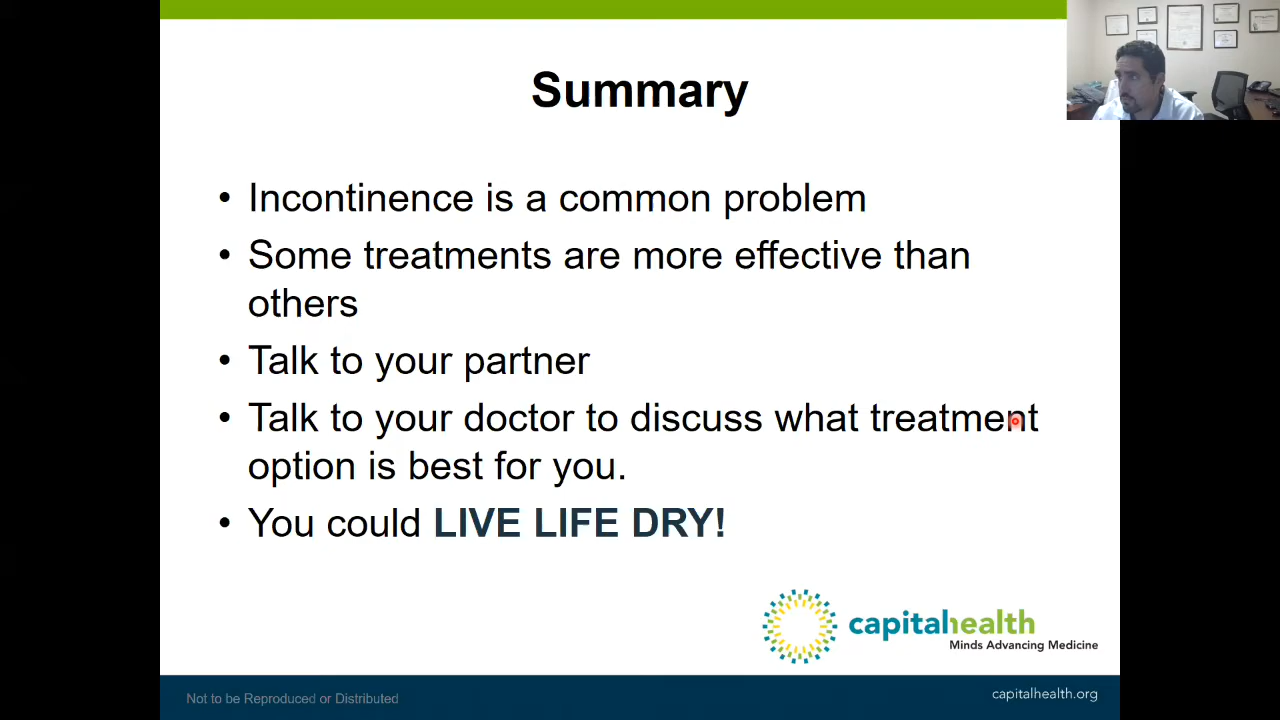 Summary
• Incontinence is a common problem
• Some treatments are more effective than
others
• Talk to your partner
• Talk to your doctor to discuss what treatment
option is best for you.
• You could LIVE LIFE DRY!
capitalhealth
Minds Advancing Medicine
Not to be Reproduced or Distributed
capitalhealth.org